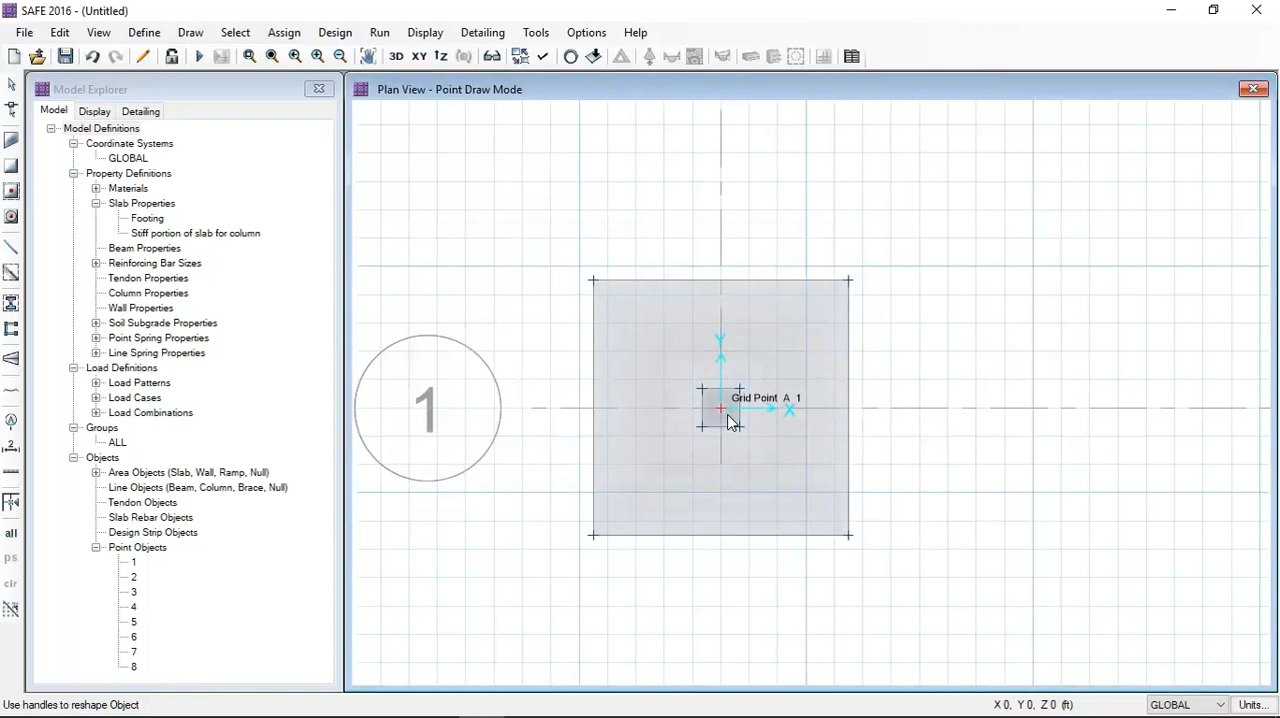 SAFE 2016 - (Untitled)
File Edit View Define Draw Select Assign Design Run Display Detailing Tools Options Help
3D XY ↑Z
Model Explorer
Model Display Detailing
Model Definitions
Coordinate Systems
GLOBAL
Property Definitions
Materials
Slab Properties
Footing
Stiff portion of slab for column
Beam Properties
Reinforcing Bar Sizes
Tendon Properties
Column Properties
Wall Properties
Soil Subgrade Properties
Point Spring Properties
Line Spring Properties
Load Definitions
Load Patterns
Load Cases
Load Combinations
Groups
ALL
Objects
Area Objects (Slab, Wall, Ramp, Null)
Line Objects (Beam, Column, Brace, Null)
Tendon Objects
Slab Rebar Objects
Design Strip Objects
Point Objects
1
2
3
4
5
6
7
8
all
ps
clr
Plan View - Point Draw Mode
1
Y
Grid Point A 1
X
Use handles to reshape Object
X 0, Y 0, Z 0 (ft)
GLOBAL
Units...